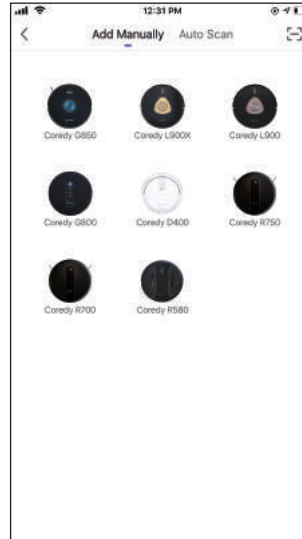 12:31 PM
Add Manually Auto Scan
Coredy G850 Coredy L900X Coredy L900
Coredy G800 Coredy D400 Coredy R750
Coredy R700 Coredy R580